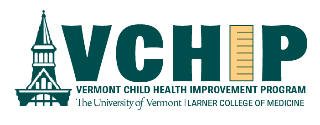 VCHIP
VERMONT CHILD HEALTH IMPROVEMENT PROGRAM
The University of Vermont | LARNER COLLEGE OF MEDICINE